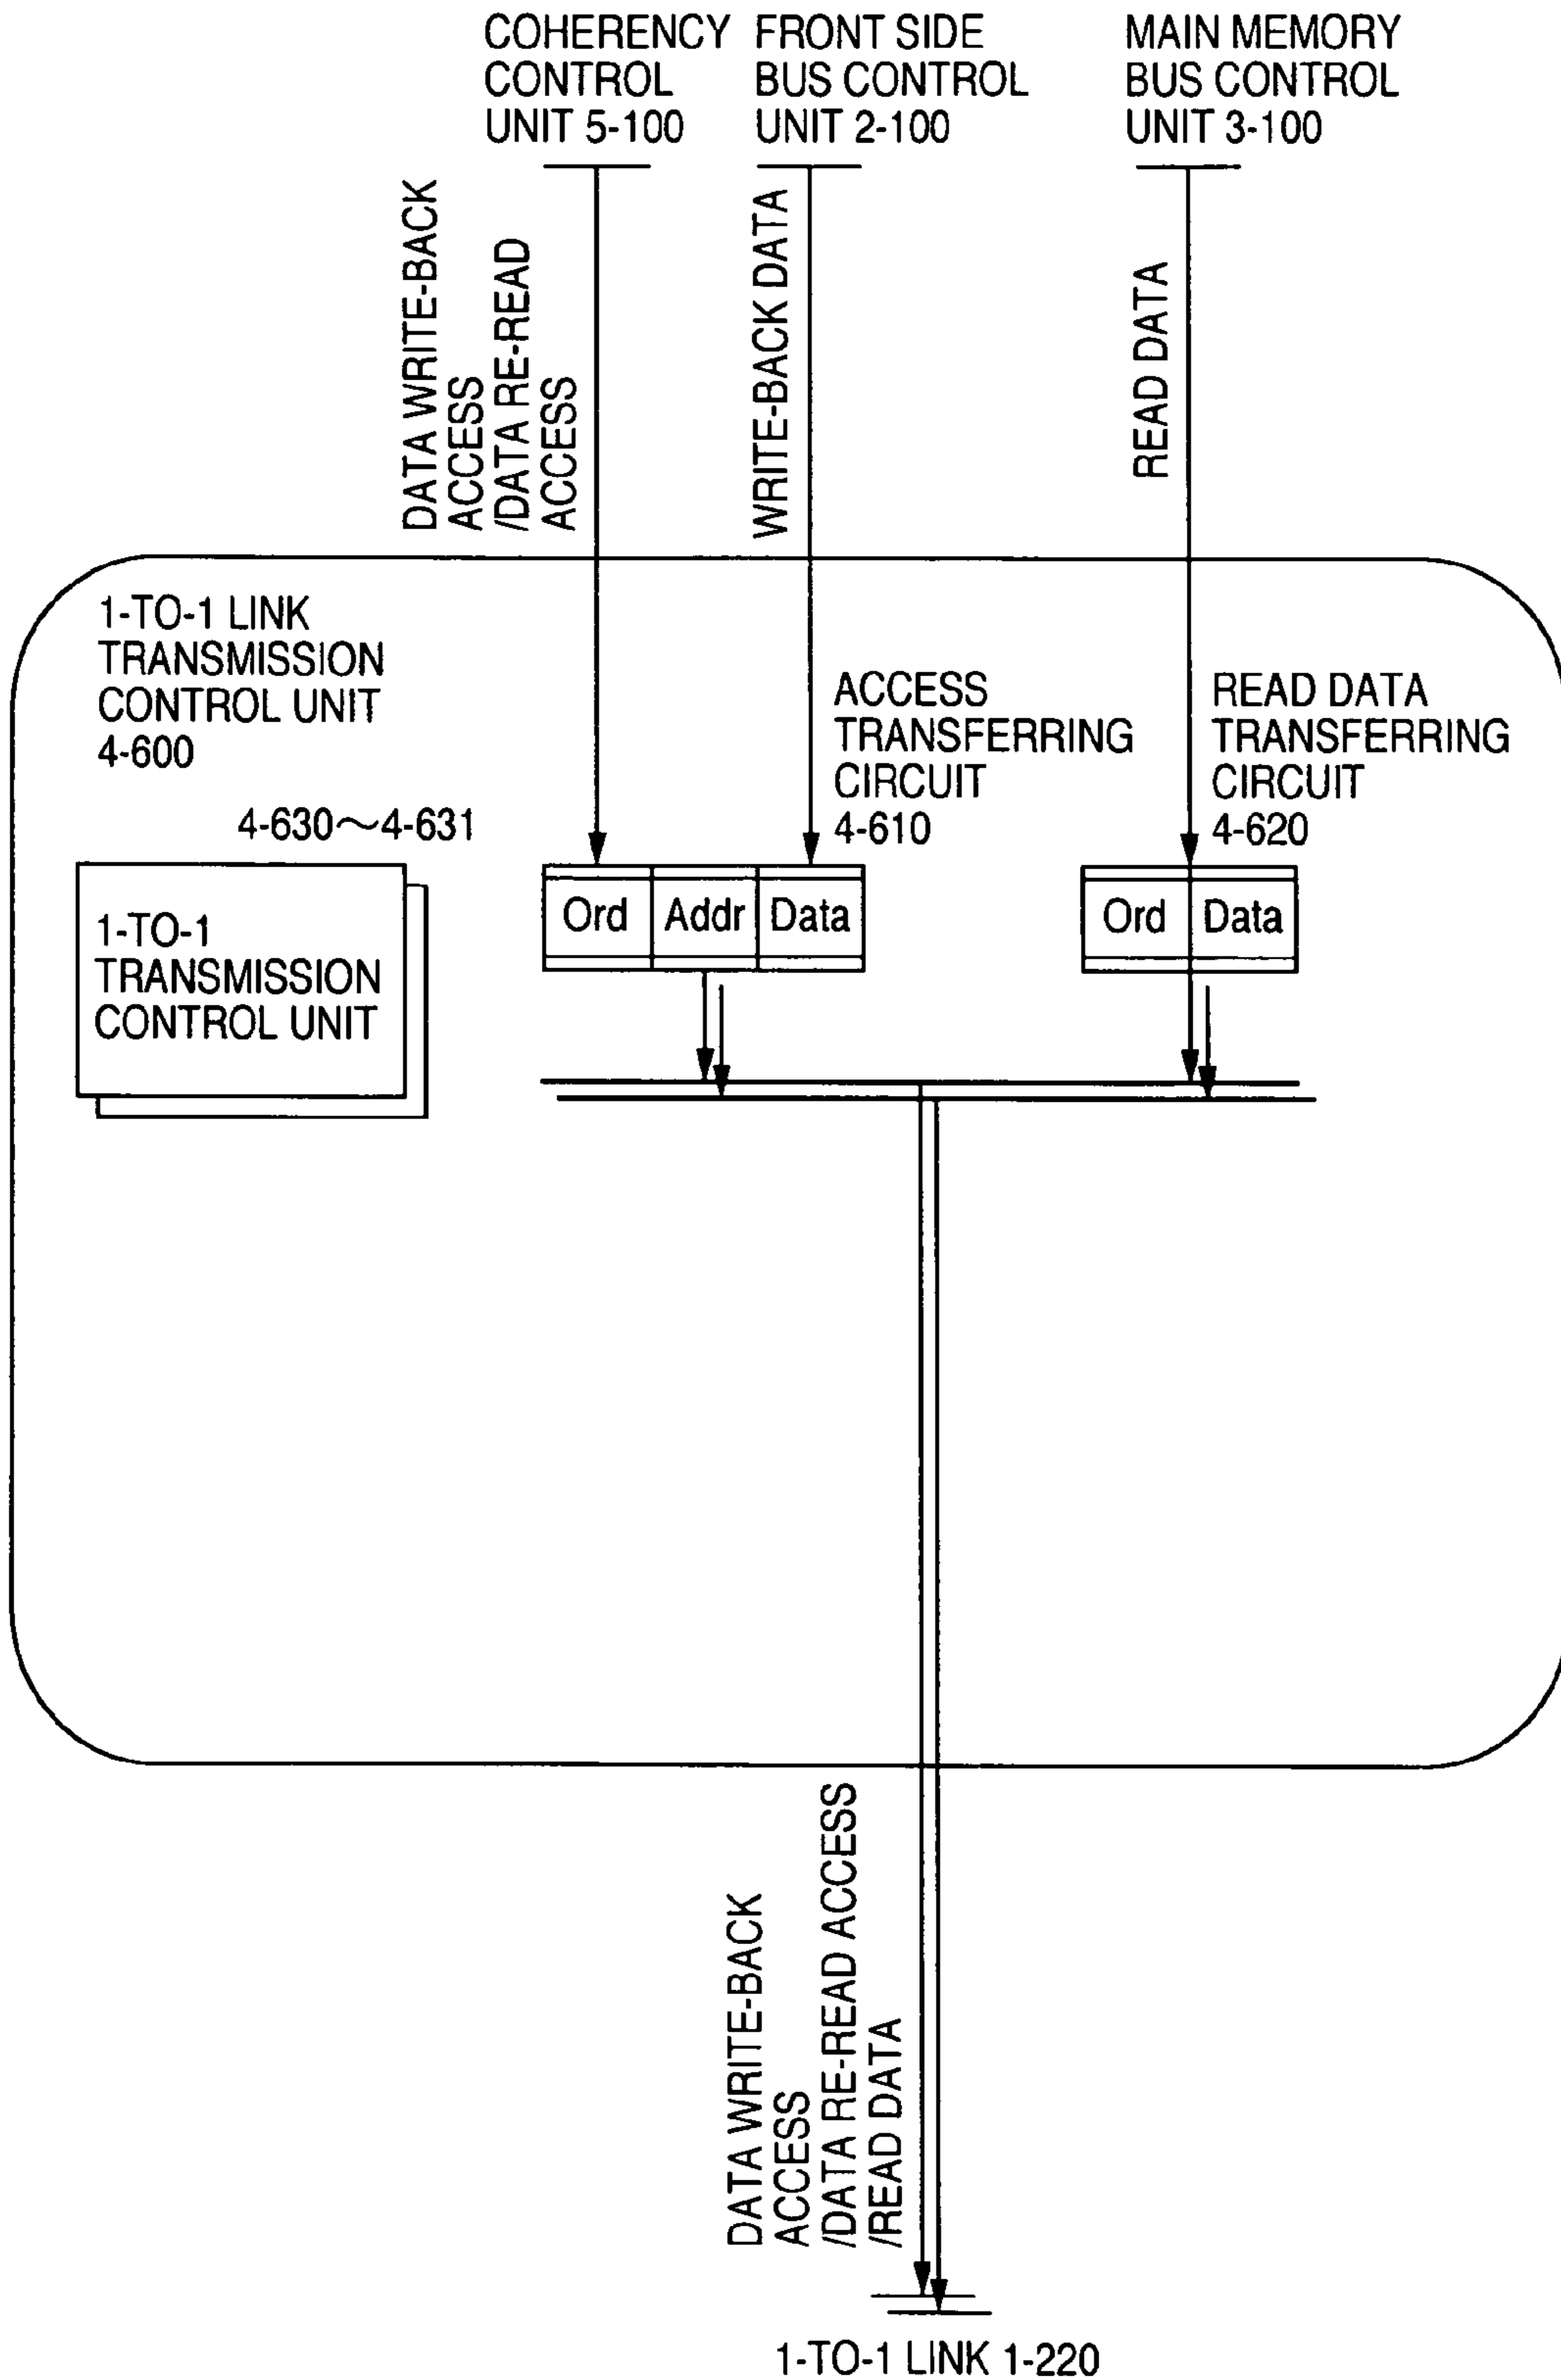 COHERENCY
CONTROL
UNIT 5-100
FRONT SIDE
BUS CONTROL
UNIT 2-100
MAIN MEMORY
BUS CONTROL
UNIT 3-100
DATA WRITE-BACK
ACCESS
/DATA RE-READ
ACCESS
WRITE-BACK DATA
READ DATA
1-TO-1 LINK
TRANSMISSION
CONTROL UNIT
4-600
ACCESS
TRANSFERRING
CIRCUIT
4-610
READ DATA
TRANSFERRING
CIRCUIT
4-620
4-630～4-631
1-TO-1
TRANSMISSION
CONTROL UNIT
Ord Addr Data
Ord Data
DATA WRITE-BACK
ACCESS
/DATA RE-READ ACCESS
/READ DATA
1-TO-1 LINK 1-220